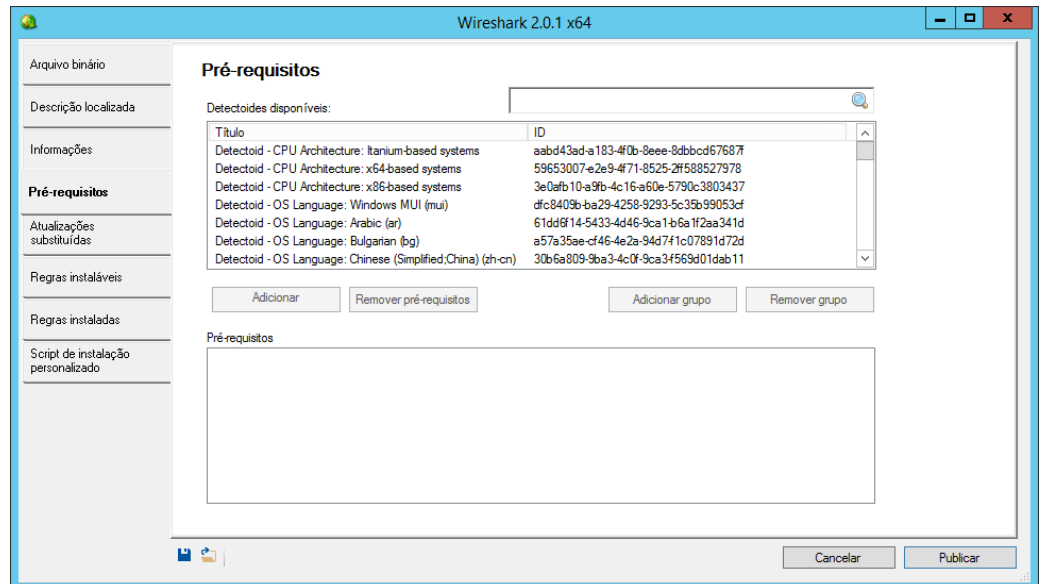 Wireshark 2.0.1 x64
Arquivo binário
Descrição localizada
Informações
Pré-requisitos
Atualizações
substituídas
Regras instaláveis
Regras instaladas
Script de instalação
personalizado
Pré-requisitos
Detectoides disponíveis:
Título ID
Detectoid - CPU Architecture: Itanium-based systems aabd43ad-a183-4f0b-8eee-8dbbcd67687f
Detectoid - CPU Architecture: x64-based systems 59653007-e2e9-4f71-8525-2ff588527978
Detectoid - CPU Architecture: x86-based systems 3e0afb10-a9fb-4c16-a60e-5790c3803437
Detectoid - OS Language: Windows MUI (mui) dfc8409b-ba29-4258-9293-5c35b99053cf
Detectoid - OS Language: Arabic (ar) 61dd6f14-5433-4d46-9ca1-b6a1f2aa341d
Detectoid - OS Language: Bulgarian (bg) a57a35ae-cf46-4e2a-94d7-f1c07891d72d
Detectoid - OS Language: Chinese (Simplified;China) (zh-cn) 30b6a809-9ba3-4c0f-9ca3-f569d01dab11
Adicionar Remover pré-requisitos Adicionar grupo Remover grupo
Pré-requisitos
Cancelar Publicar